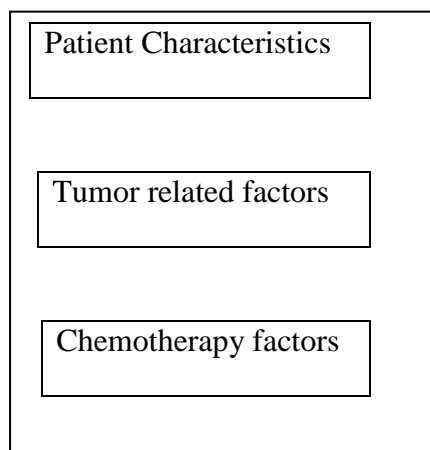 Patient Characteristics
Tumor related factors
Chemotherapy factors